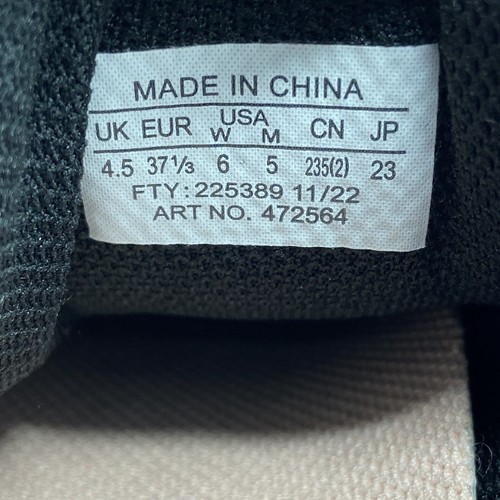 MADE IN CHINA
UK EUR USA CN JP
W M
4.5 37⅓ 6 5 235(2) 23
FTY: 225389 11/22
ART NO. 472564